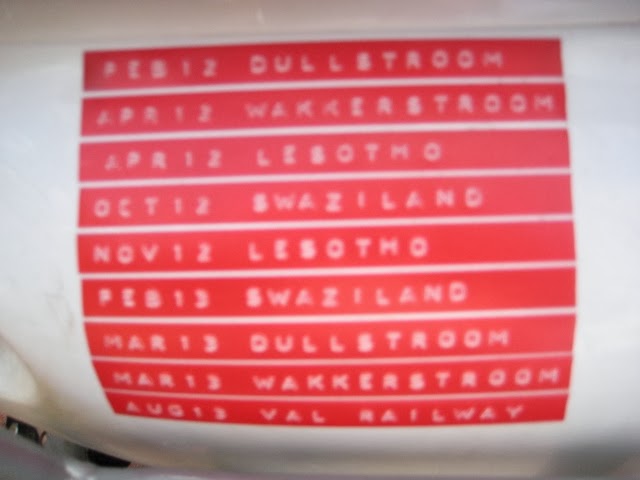 FEB12 DULLSTROOM
APR12 WAKKERSTROOM
APR12 LESOTHO
OCT12 SWAZILAND
NOV12 LESOTHO
FEB13 SWAZILAND
MAR13 DULLSTROOM
MAR13 WAKKERSTROOM
AUG13 VAL RAILWAY